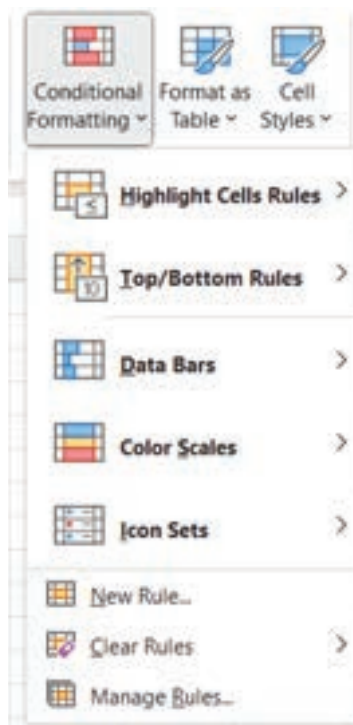 Conditional Format as Cell
Formatting Table Styles
Highlight Cells Rules
≤
Top/Bottom Rules
10
Data Bars
Color Scales
Icon Sets
New Rule...
Clear Rules
Manage Rules...